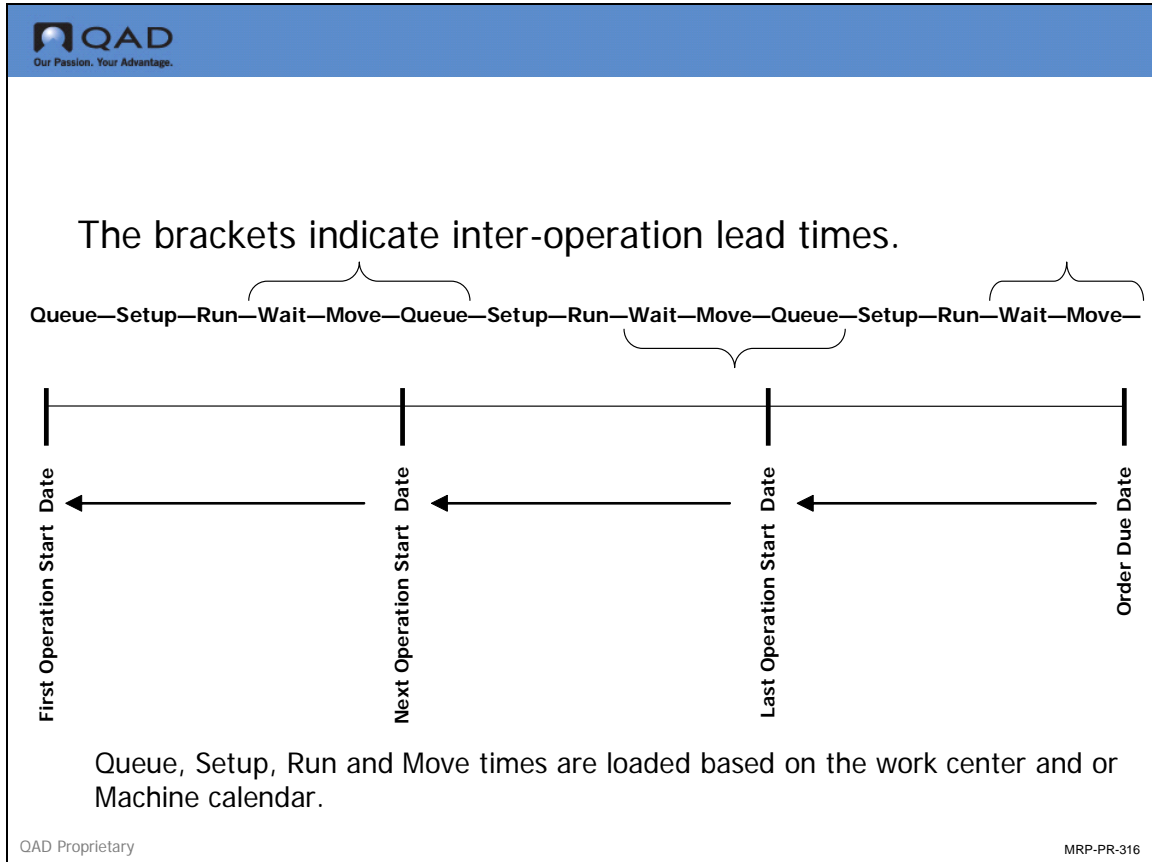 QAD
Our Passion. Your Advantage.
The brackets indicate inter-operation lead times.
Queue—Setup—Run—Wait—Move—Queue—Setup—Run—Wait—Move—Queue—Setup—Run—Wait—Move—
First Operation Start Date
Next Operation Start Date
Last Operation Start Date
Order Due Date
Queue, Setup, Run and Move times are loaded based on the work center and or
Machine calendar.
QAD Proprietary
MRP-PR-316